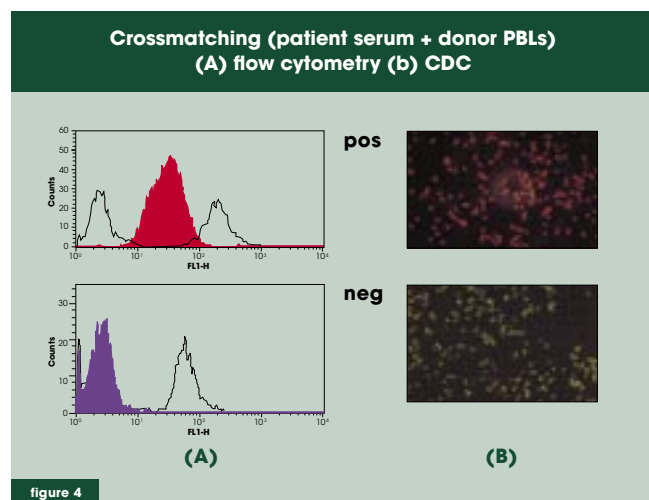 Crossmatching (patient serum + donor PBLs)
(A) flow cytometry (b) CDC
pos
60
50
40
30
20
10
0
Counts
10⁰ 10¹ 10² 10³ 10⁴
FL1-H
neg
30
20
10
0
Counts
10⁰ 10¹ 10² 10³ 10⁴
FL1-H
(A) (B)
figure 4